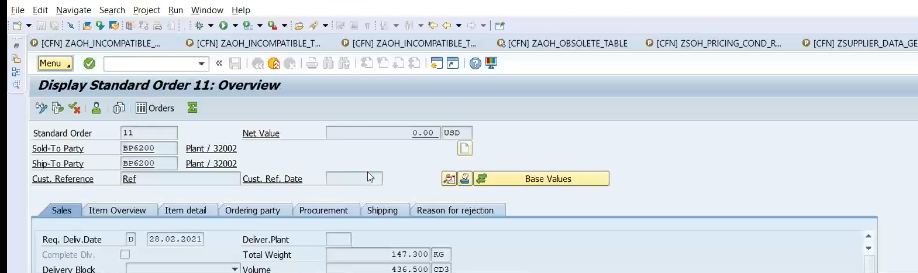 File Edit Navigate Search Project Run Window Help
[CFN] ZAOH_INCOMPATIBLE_... [CFN] ZAOH_INCOMPATIBLE_T... [CFN] ZAOH_INCOMPATIBLE_T... [CFN] ZAOH_OBSOLETE_TABLE [CFN] ZSOH_PRICING_COND_R... [CFN] ZSUPPLIER_DATA_GE
Menu
Display Standard Order 11: Overview
Orders
Standard Order 11 Net Value 0.00 USD
Sold-To Party BP6200 Plant / 32002
Ship-To Party BP6200 Plant / 32002
Cust. Reference Ref Cust. Ref. Date Base Values
Sales Item Overview Item detail Ordering party Procurement Shipping Reason for rejection
Req. Deliv.Date D 28.02.2021 Deliver.Plant
Complete Dlv. Total Weight 147.300 KG
Delivery Block Volume 436.500 CD3